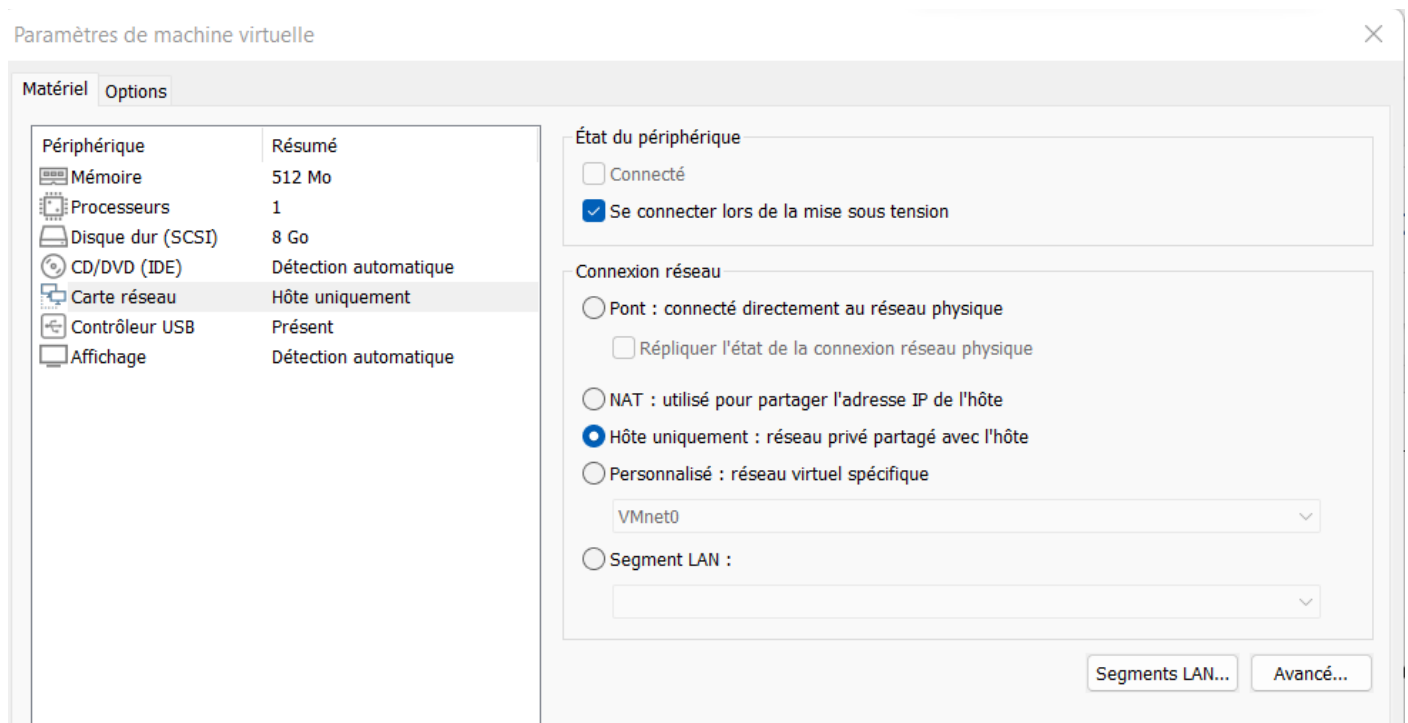 Paramètres de machine virtuelle
Matériel Options
Périphérique Résumé
Mémoire 512 Mo
Processeurs 1
Disque dur (SCSI) 8 Go
CD/DVD (IDE) Détection automatique
Carte réseau Hôte uniquement
Contrôleur USB Présent
Affichage Détection automatique
État du périphérique
Connecté
Se connecter lors de la mise sous tension
Connexion réseau
Pont : connecté directement au réseau physique
Répliquer l'état de la connexion réseau physique
NAT : utilisé pour partager l'adresse IP de l'hôte
Hôte uniquement : réseau privé partagé avec l'hôte
Personnalisé : réseau virtuel spécifique
VMnet0
Segment LAN :
Segments LAN... Avancé...